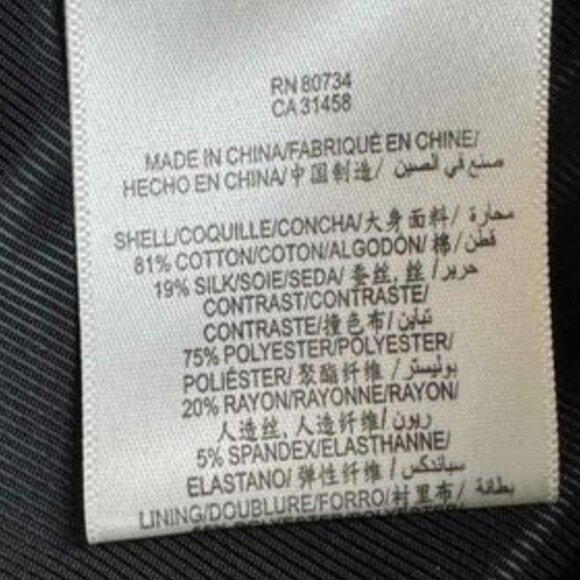 RN 80734
CA 31458
MADE IN CHINA/FABRIQUÉ EN CHINE/
HECHO EN CHINA/中国制造/ صنع في الصين
SHELL/COQUILLE/CONCHA/大身面料/ محارة
81% COTTON/COTON/ALGODÓN/ 棉/ قطن
19% SILK/SOIE/SEDA/ 蚕丝, 丝/ حرير
CONTRAST/CONTRASTE/
CONTRASTE/撞色布/ تباين
75% POLYESTER/POLYESTER/
POLIÉSTER/ 聚酯纤维/ بوليستر
20% RAYON/RAYONNE/RAYON/
人造丝, 人造纤维/ ريون
5% SPANDEX/ELASTHANNE/
ELASTANO/ 弹性纤维/ سباندكس
LINING/DOUBLURE/FORRO/衬里布/ بطانة